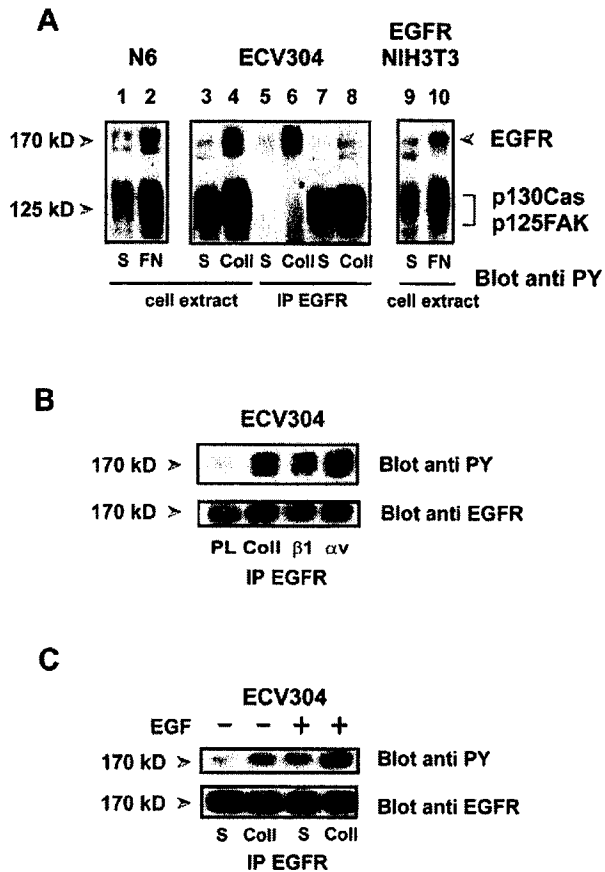 A
N6 ECV304 EGFR NIH3T3
1 2 3 4 5 6 7 8 9 10
170 kD EGFR
125 kD p130Cas
p125FAK
S FN S Coll S Coll S Coll S FN
Blot anti PY
cell extract IP EGFR cell extract
B
ECV304
170 kD Blot anti PY
170 kD Blot anti EGFR
PL Coll β1 αv
IP EGFR
C
ECV304
EGF − − + +
170 kD Blot anti PY
170 kD Blot anti EGFR
S Coll S Coll
IP EGFR